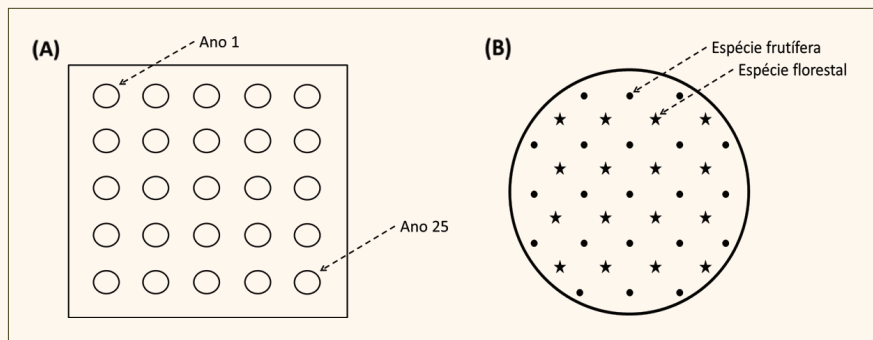 (A)
Ano 1
Ano 25
(B)
Espécie frutífera
Espécie florestal